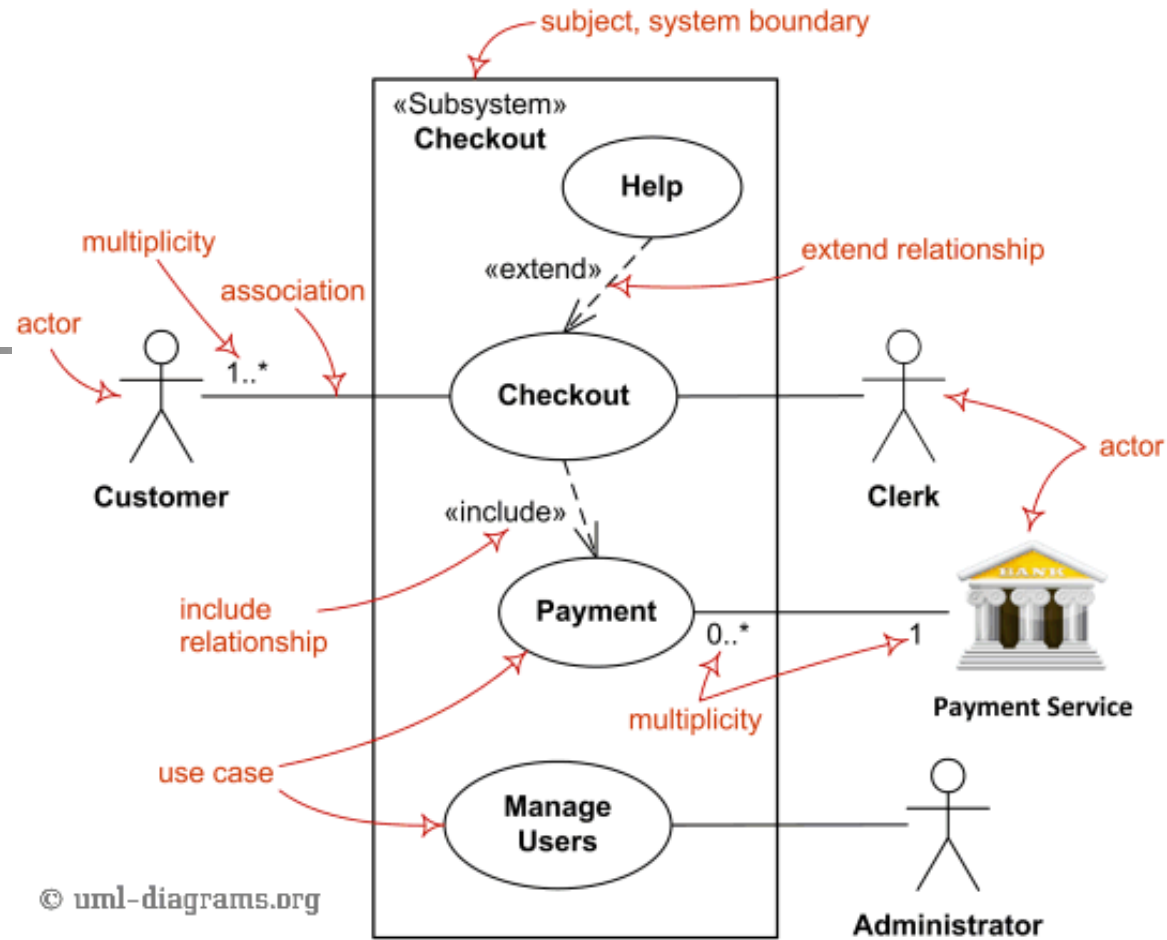 subject, system boundary
«Subsystem»
Checkout
Help
multiplicity
«extend»
extend relationship
association
actor
1..*
Checkout
actor
Customer
Clerk
«include»
BANK
include
relationship
Payment
0..*
1
Payment Service
multiplicity
use case
Manage
Users
© uml-diagrams.org
Administrator